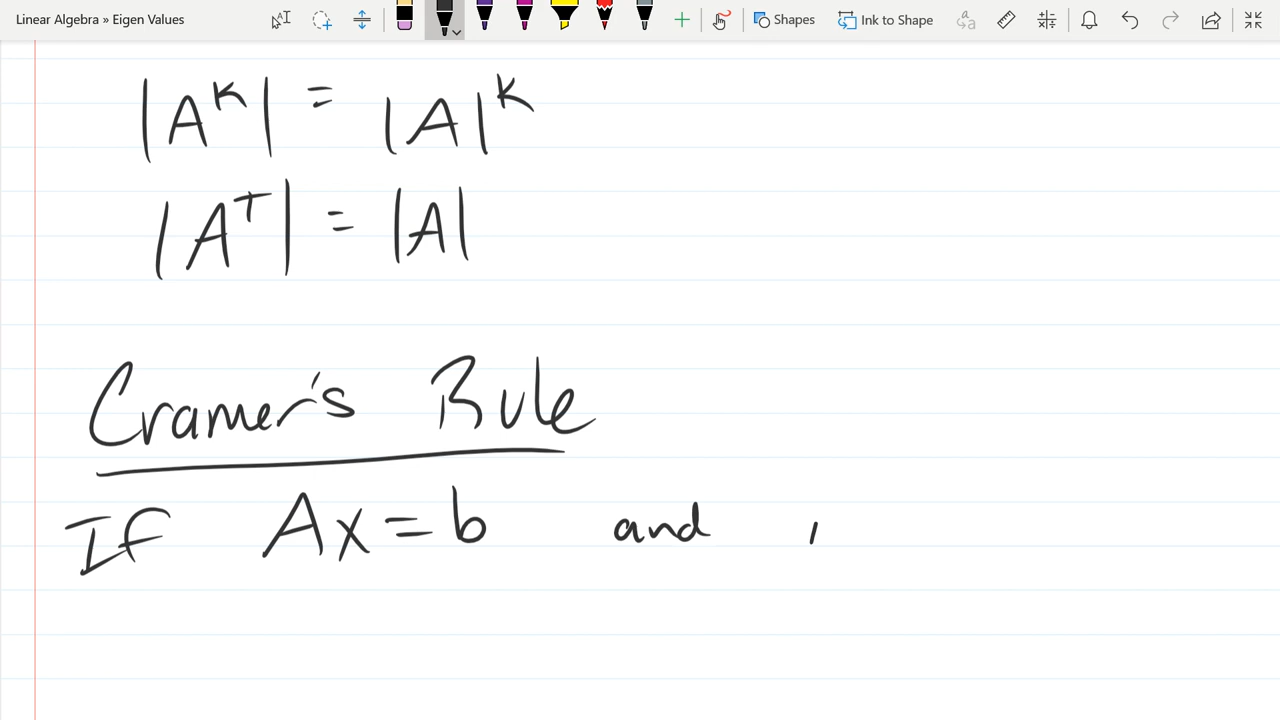 Linear Algebra » Eigen Values
Shapes
Ink to Shape
|A^K| = |A|^K
|A^T| = |A|
Cramer's Rule
If Ax = b and